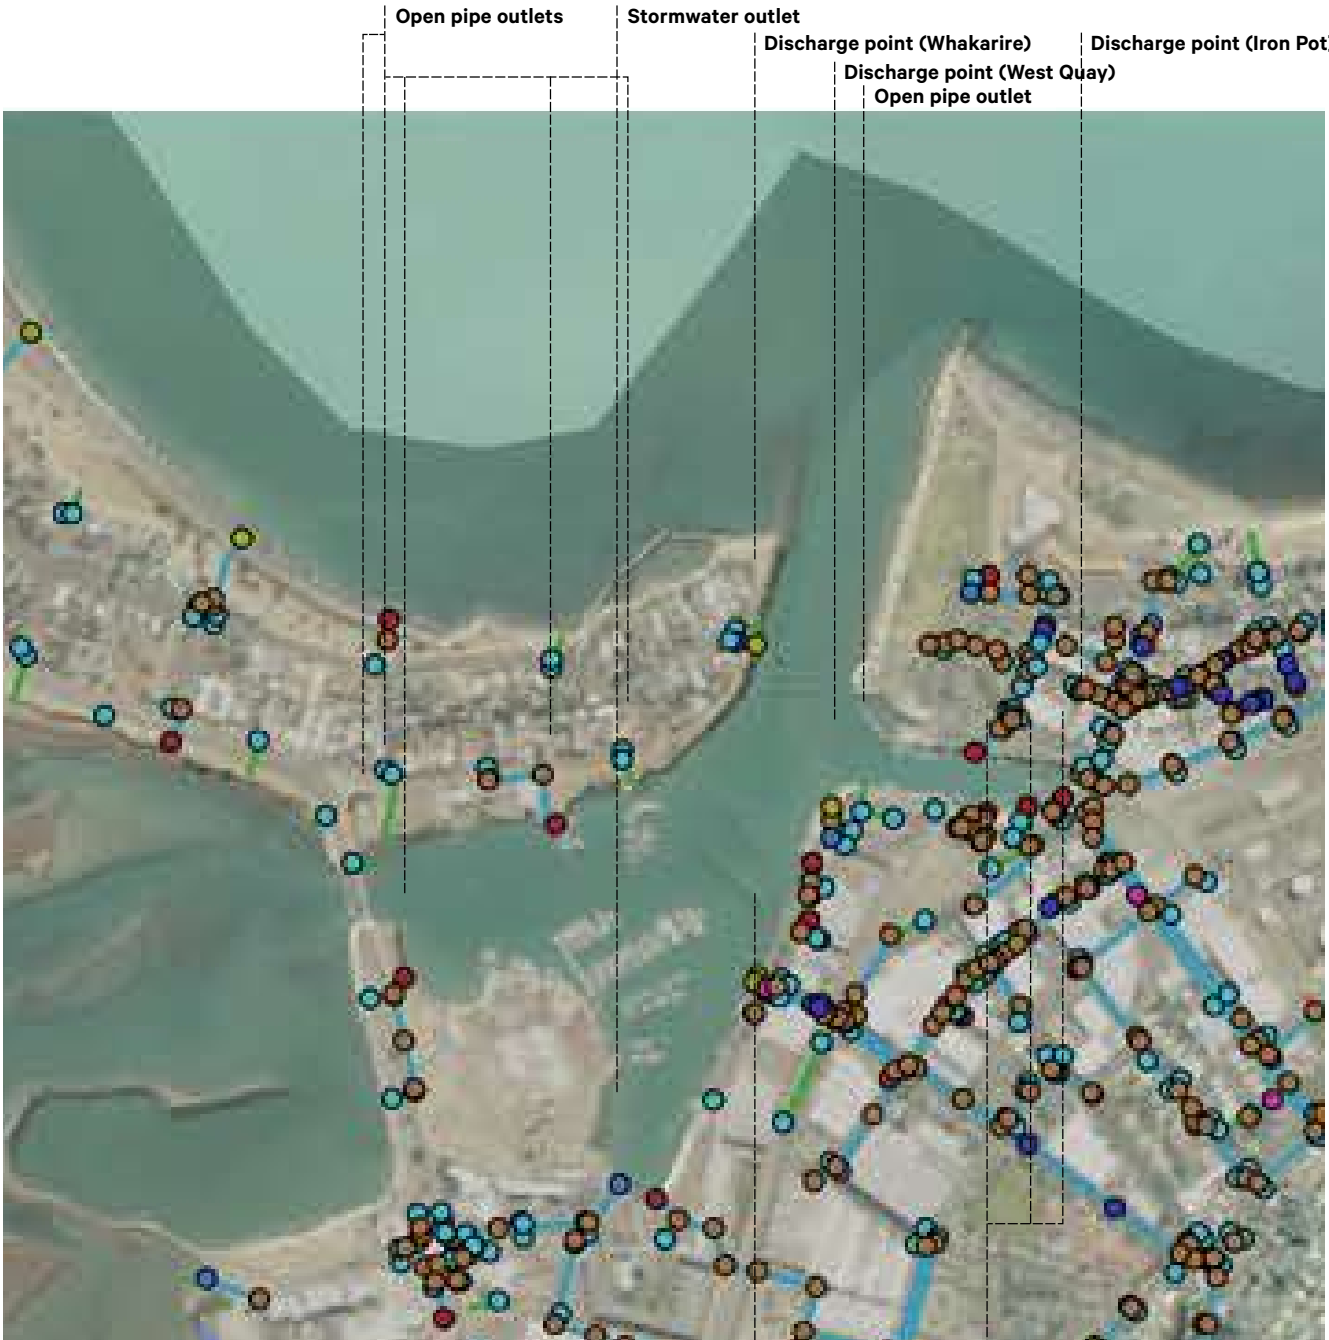 Open pipe outlets
Stormwater outlet
Discharge point (Whakarire)
Discharge point (Iron Pot)
Discharge point (West Quay)
Open pipe outlet